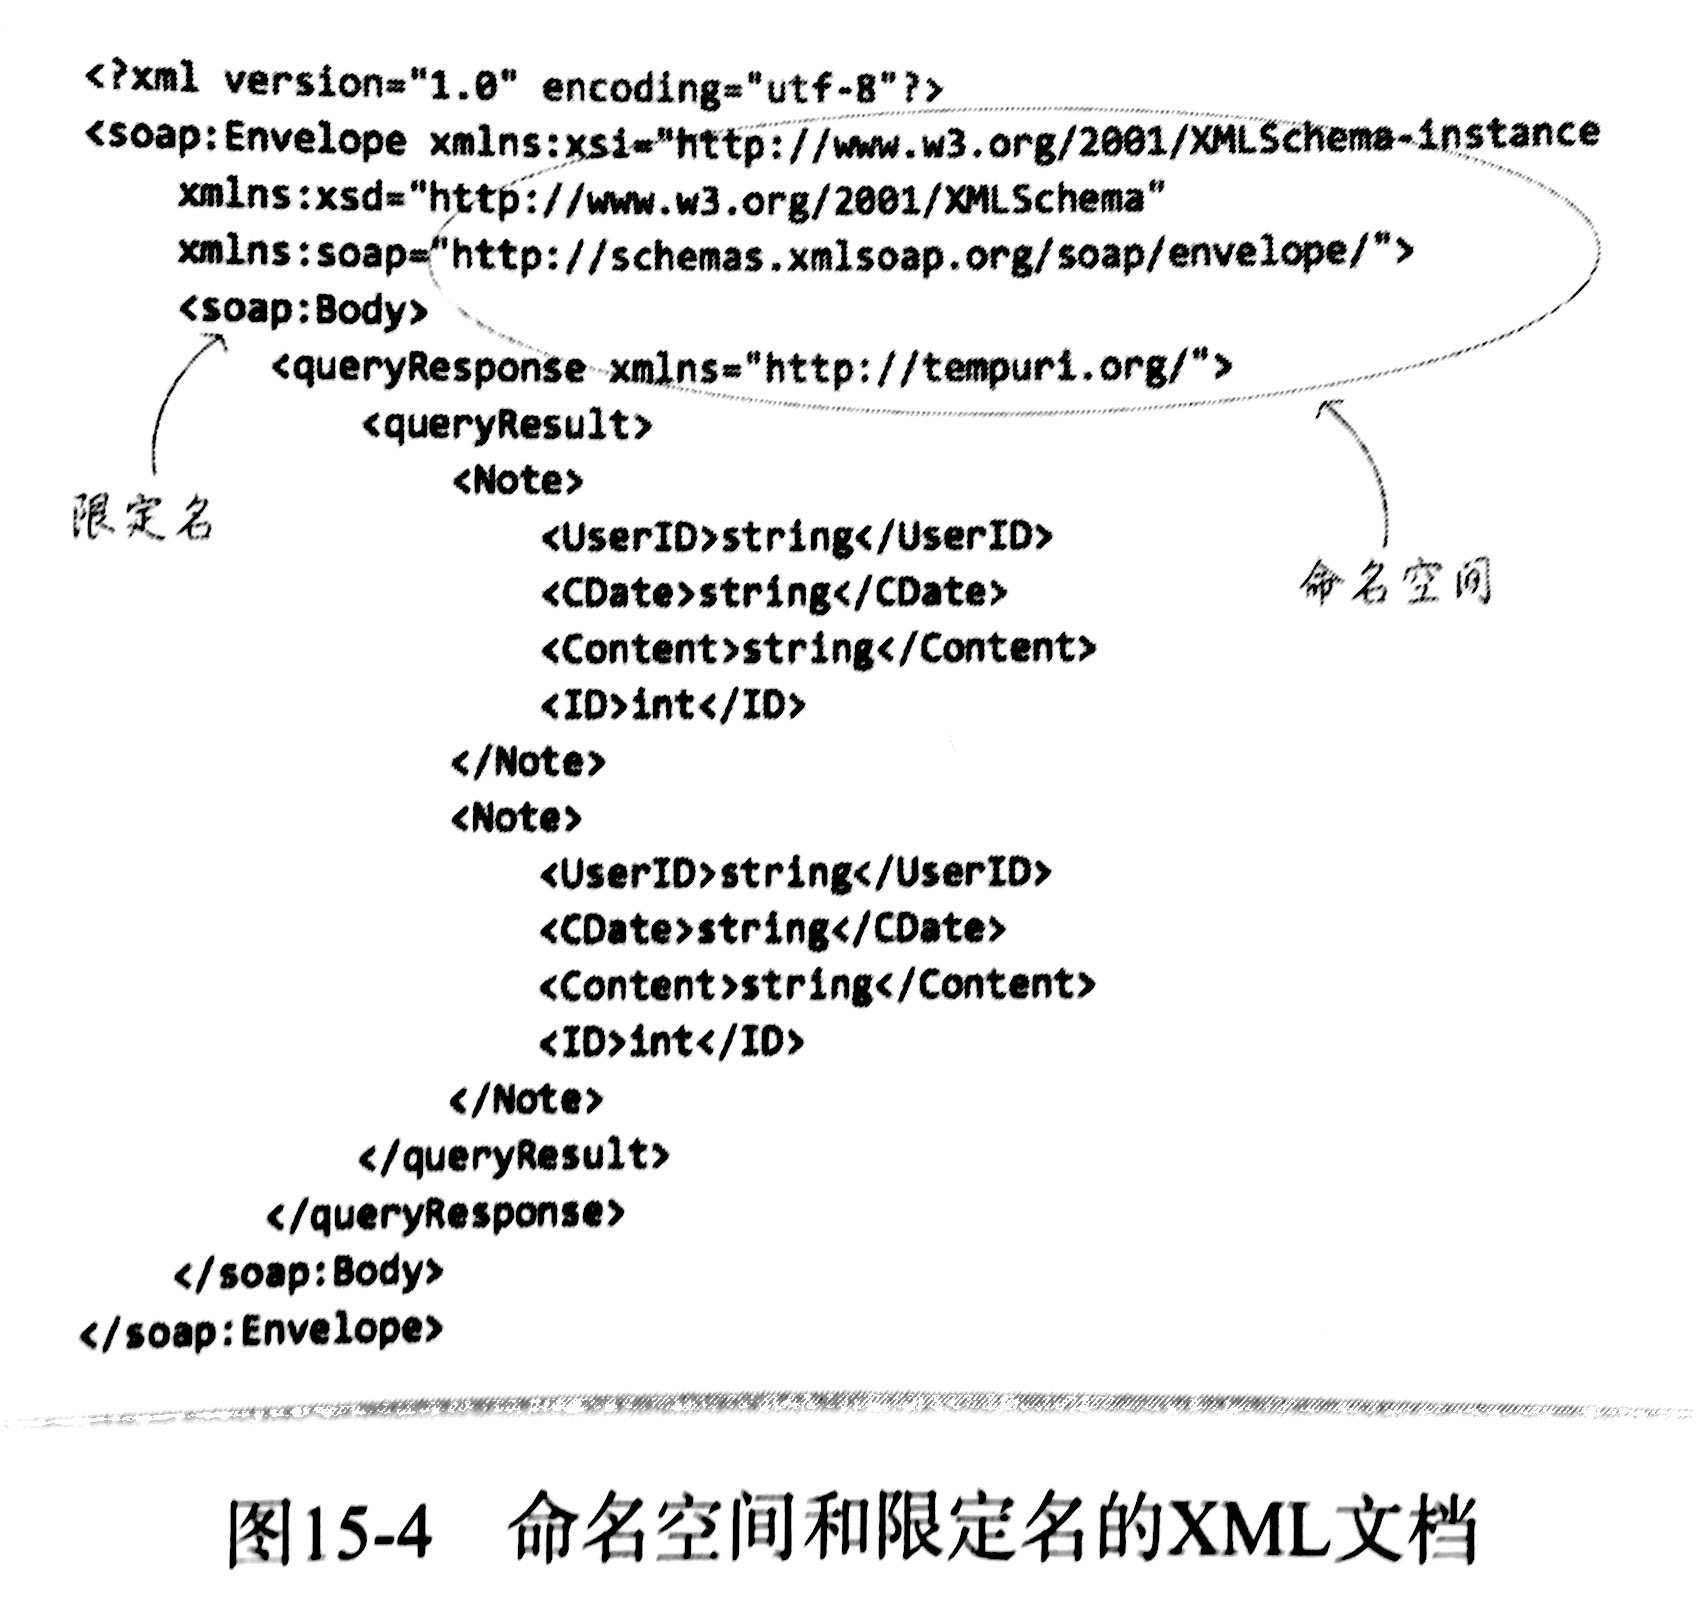 <?xml version="1.0" encoding="utf-8"?>
<soap:Envelope xmlns:xsi="http://www.w3.org/2001/XMLSchema-instance
xmlns:xsd="http://www.w3.org/2001/XMLSchema"
xmlns:soap="http://schemas.xmlsoap.org/soap/envelope/">
<soap:Body>
<queryResponse xmlns="http://tempuri.org/">
<queryResult>
<Note>
限定名
<UserID>string</UserID>
命名空间
<CDate>string</CDate>
<Content>string</Content>
<ID>int</ID>
</Note>
<Note>
<UserID>string</UserID>
<CDate>string</CDate>
<Content>string</Content>
<ID>int</ID>
</Note>
</queryResult>
</queryResponse>
</soap:Body>
</soap:Envelope>
图15-4 命名空间和限定名的XML文档